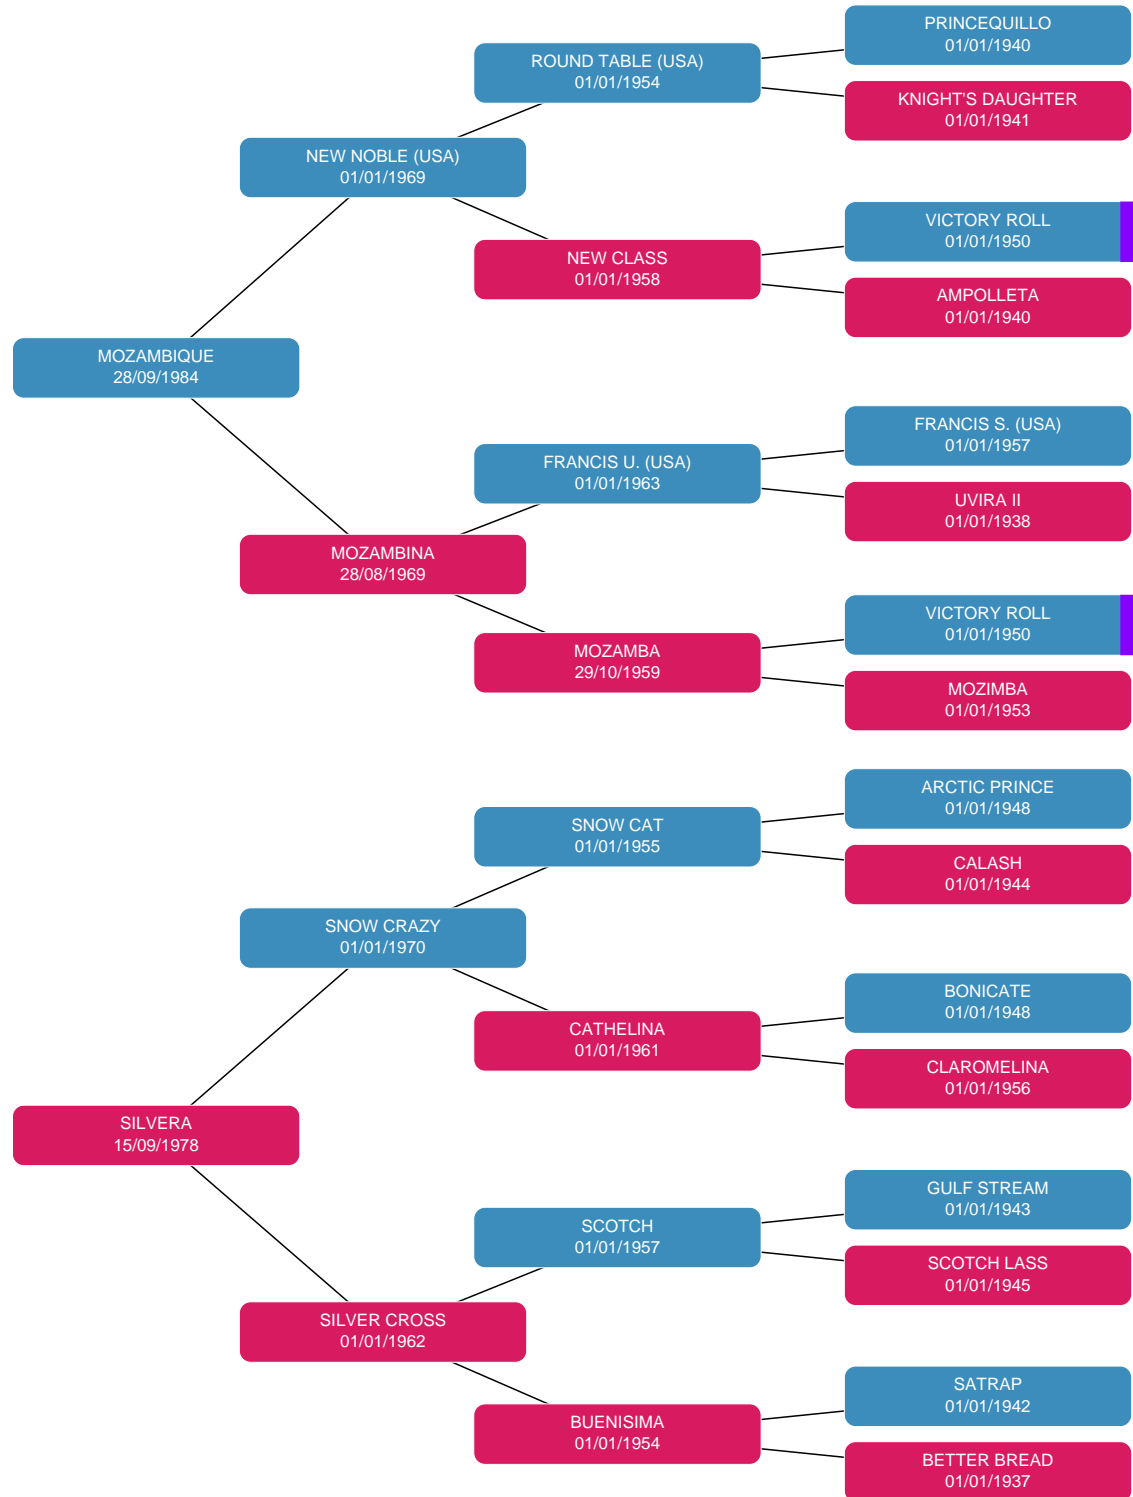 PRINCEQUILLO
01/01/1940
ROUND TABLE (USA)
01/01/1954
KNIGHT'S DAUGHTER
01/01/1941
NEW NOBLE (USA)
01/01/1969
VICTORY ROLL
01/01/1950
NEW CLASS
01/01/1958
AMPOLLETA
01/01/1940
MOZAMBIQUE
28/09/1984
FRANCIS S. (USA)
01/01/1957
FRANCIS U. (USA)
01/01/1963
UVIRA II
01/01/1938
MOZAMBINA
28/08/1969
VICTORY ROLL
01/01/1950
MOZAMBA
29/10/1959
MOZIMBA
01/01/1953
ARCTIC PRINCE
01/01/1948
SNOW CAT
01/01/1955
CALASH
01/01/1944
SNOW CRAZY
01/01/1970
BONICATE
01/01/1948
CATHELINA
01/01/1961
CLAROMELINA
01/01/1956
SILVERA
15/09/1978
GULF STREAM
01/01/1943
SCOTCH
01/01/1957
SCOTCH LASS
01/01/1945
SILVER CROSS
01/01/1962
SATRAP
01/01/1942
BUENISIMA
01/01/1954
BETTER BREAD
01/01/1937